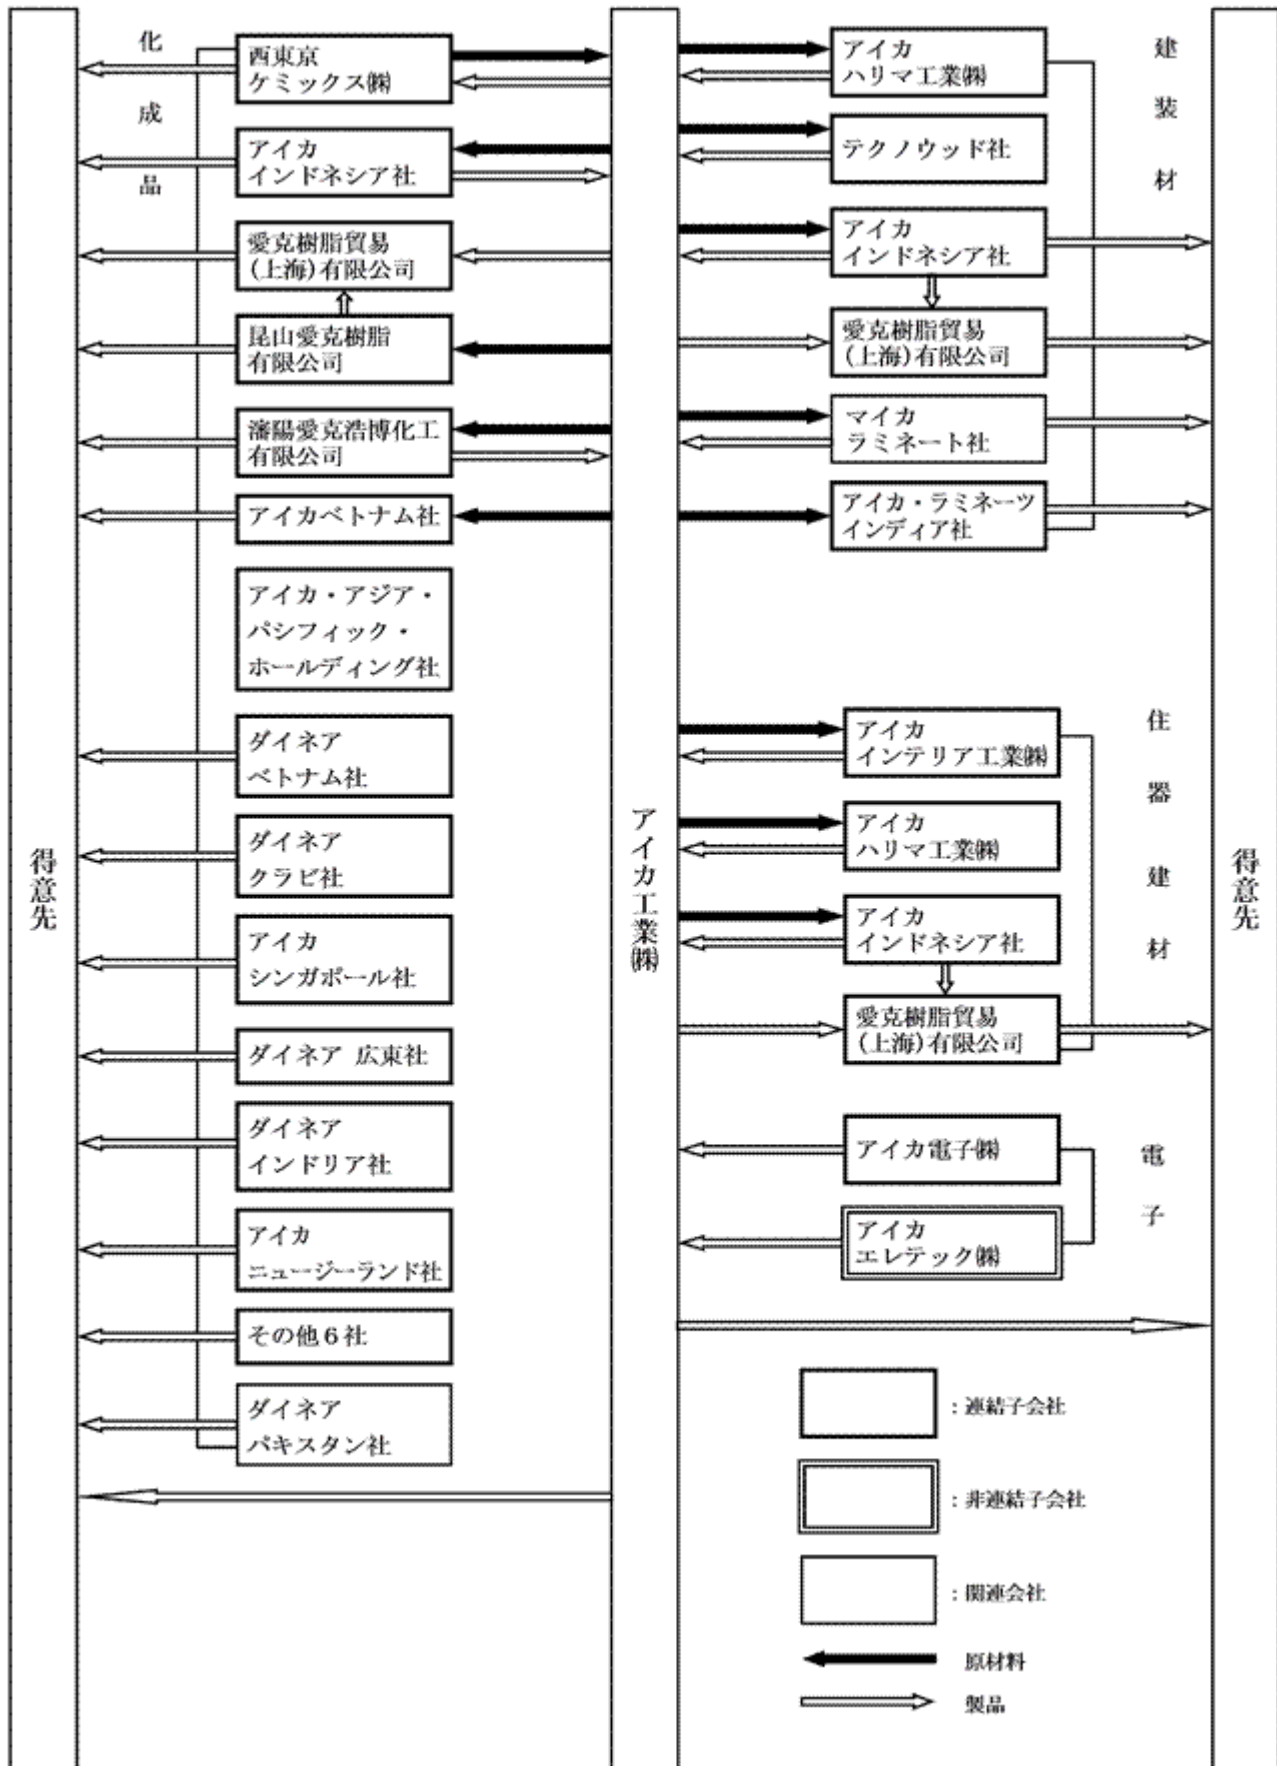 化成品
西東京
ケミックス㈱
アイカ
インドネシア社
愛克樹脂貿易
(上海)有限公司
昆山愛克樹脂
有限公司
瀋陽愛克浩博化工
有限公司
アイカベトナム社
アイカ・アジア・
パシフィック・
ホールディング社
ダイネア
ベトナム社
ダイネア
クラビ社
アイカ
シンガポール社
ダイネア 広東社
ダイネア
インドリア社
アイカ
ニュージーランド社
その他６社
ダイネア
パキスタン社
得意先
アイカ工業㈱
建装材
アイカ
ハリマ工業㈱
テクノウッド社
アイカ
インドネシア社
愛克樹脂貿易
(上海)有限公司
マイカ
ラミネート社
アイカ・ラミネーツ
インディア社
住器建材
アイカ
インテリア工業㈱
アイカ
ハリマ工業㈱
アイカ
インドネシア社
愛克樹脂貿易
(上海)有限公司
電子
アイカ電子㈱
アイカ
エレテック㈱
得意先
：連結子会社
：非連結子会社
：関連会社
原材料
製品